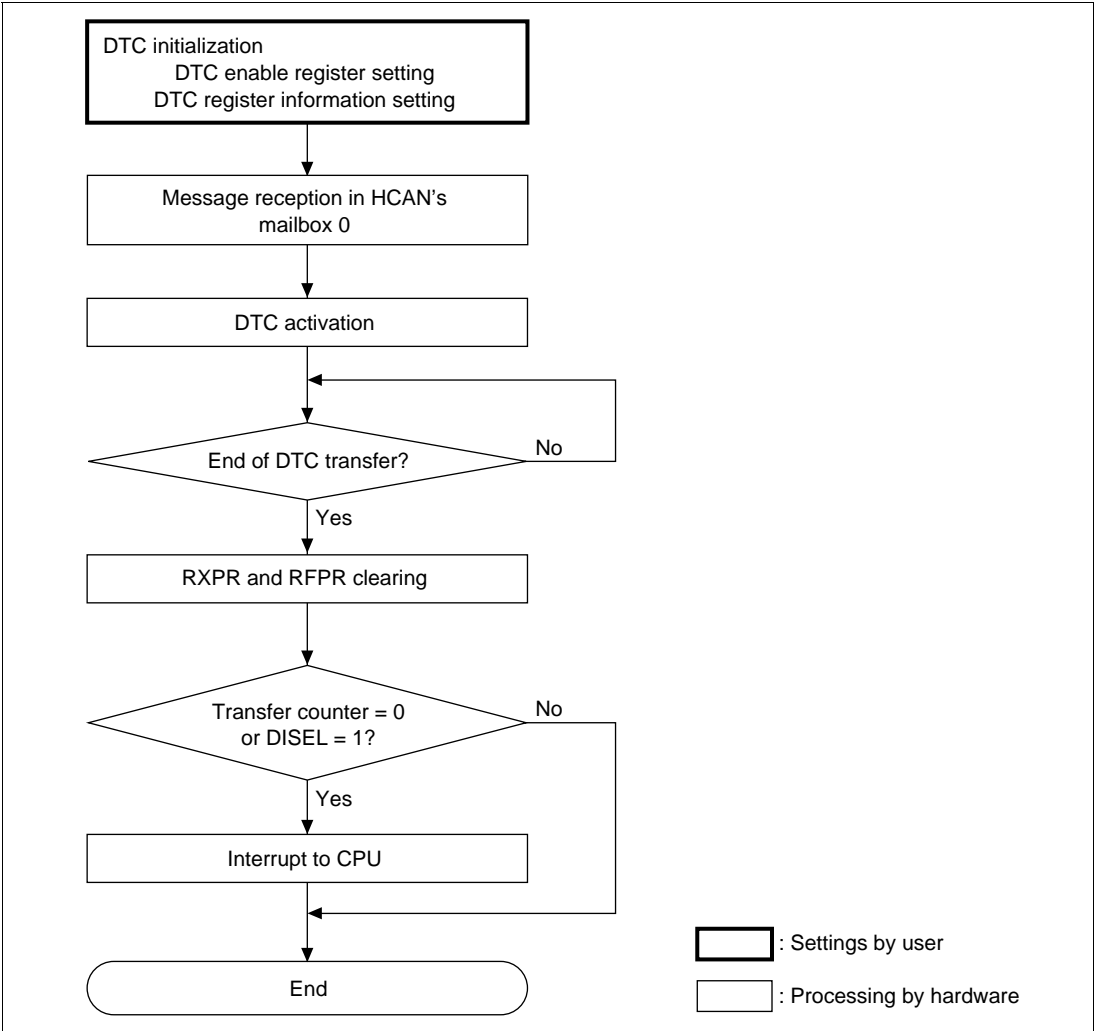 DTC initialization
DTC enable register setting
DTC register information setting
Message reception in HCAN's
mailbox 0
DTC activation
End of DTC transfer?
No
Yes
RXPR and RFPR clearing
Transfer counter = 0
or DISEL = 1?
No
Yes
Interrupt to CPU
End
: Settings by user
: Processing by hardware